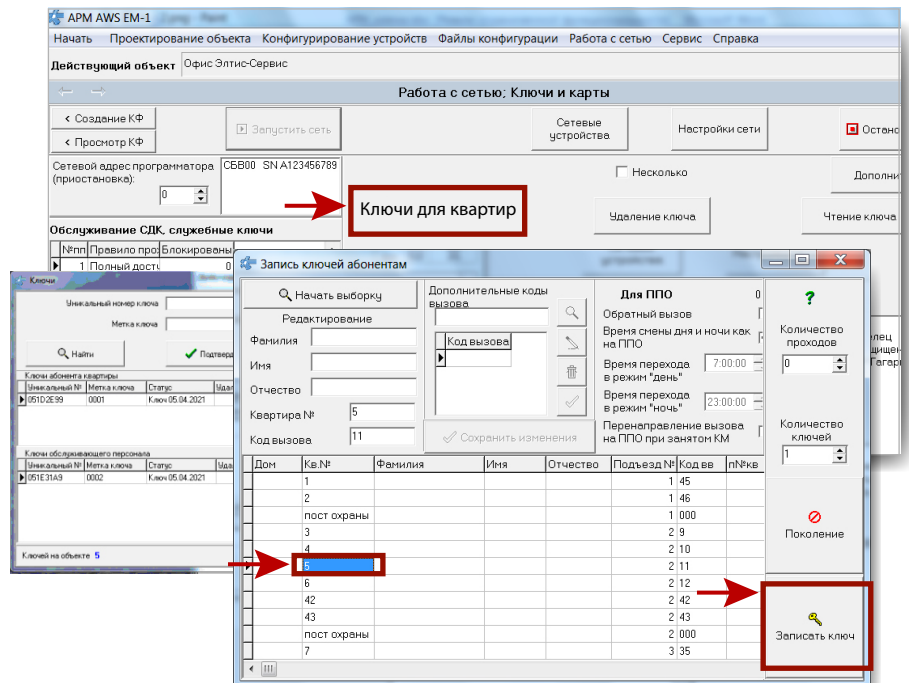 АРМ AWS EM-1
Начать Проектирование объекта Конфигурирование устройств Файлы конфигурации Работа с сетью Сервис Справка
Действующий объект Офис Элтис-Сервис
Работа с сетью; Ключи и карты
< Создание КФ
< Просмотр КФ
Запустить сеть
Сетевые
устройства
Настройки сети
Сетевой адрес программатора
(приостановка):
0
СБВ00 SN A123456789
Несколько
Ключи для квартир
Удаление ключа
Чтение ключа
Обслуживание СДК, служебные ключи
№пп Правило про: Блокированы
1 Полный досту 0
Ключи
Уникальный номер ключа
Метка ключа
Найти
Ключи абонента квартиры
Уникальный № Метка ключа Статус
051D2E99 0001 Ключ 05.04.2021
Ключи обслуживающего персонала
Уникальный № Метка ключа Статус
051E31A9 0002 Ключ 05.04.2021
Ключей на объекте 5
Запись ключей абонентам
Начать выборку
Редактирование
Фамилия
Имя
Отчество
Квартира № 5
Код вызова 11
Дополнительные коды
вызова
Код вызова
Сохранить изменения
Для ППО 0
Обратный вызов
Время смены дня и ночи как
на ППО
Время перехода
в режим "день"
7:00:00
Время перехода
в режим "ночь"
23:00:00
Перенаправление вызова
на ППО при занятом КМ
?
Количество
проходов
0
Количество
ключей
1
Поколение
Записать ключ
Дом Кв.№ Фамилия Имя Отчество Подъезд № Код вв п№кв
1 1 45
2 1 46
пост охраны 1 000
3 2 9
4 2 10
5 2 11
6 2 12
42 2 42
43 2 43
пост охраны 2 000
7 3 35